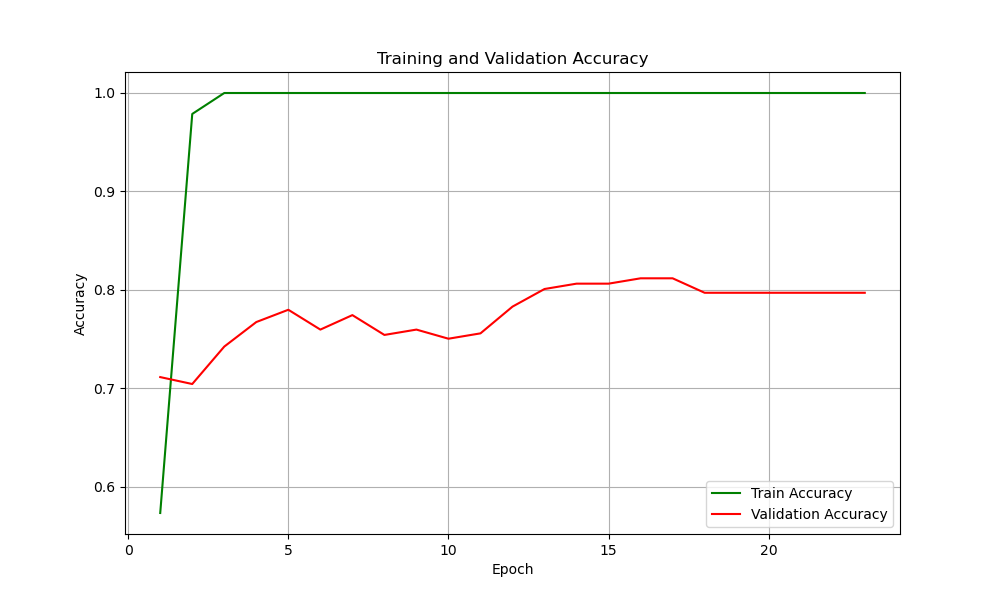 Training and Validation Accuracy
1.0
0.9
0.8
0.7
0.6
Accuracy
0
5
10
15
20
Epoch
Train Accuracy
Validation Accuracy